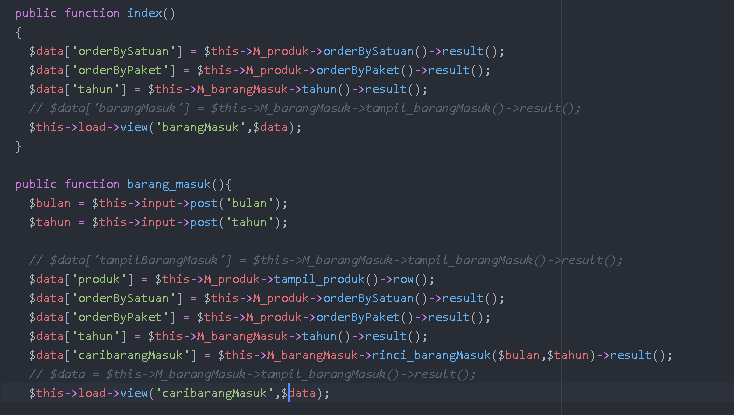 public function index()
{
$data['orderBySatuan'] = $this->M_produk->orderBySatuan()->result();
$data['orderByPaket'] = $this->M_produk->orderByPaket()->result();
$data['tahun'] = $this->M_barangMasuk->tahun()->result();
// $data['barangMasuk'] = $this->M_barangMasuk->tampil_barangMasuk()->result();
$this->load->view('barangMasuk',$data);
}
public function barang_masuk(){
$bulan = $this->input->post('bulan');
$tahun = $this->input->post('tahun');
// $data['tampilBarangMasuk'] = $this->M_barangMasuk->tampil_barangMasuk()->result();
$data['produk'] = $this->M_produk->tampil_produk()->row();
$data['orderBySatuan'] = $this->M_produk->orderBySatuan()->result();
$data['orderByPaket'] = $this->M_produk->orderByPaket()->result();
$data['tahun'] = $this->M_barangMasuk->tahun()->result();
$data['caribarangMasuk'] = $this->M_barangMasuk->rinci_barangMasuk($bulan,$tahun)->result();
// $data = $this->M_barangMasuk->tampil_barangMasuk()->result();
$this->load->view('caribarangMasuk',$data);